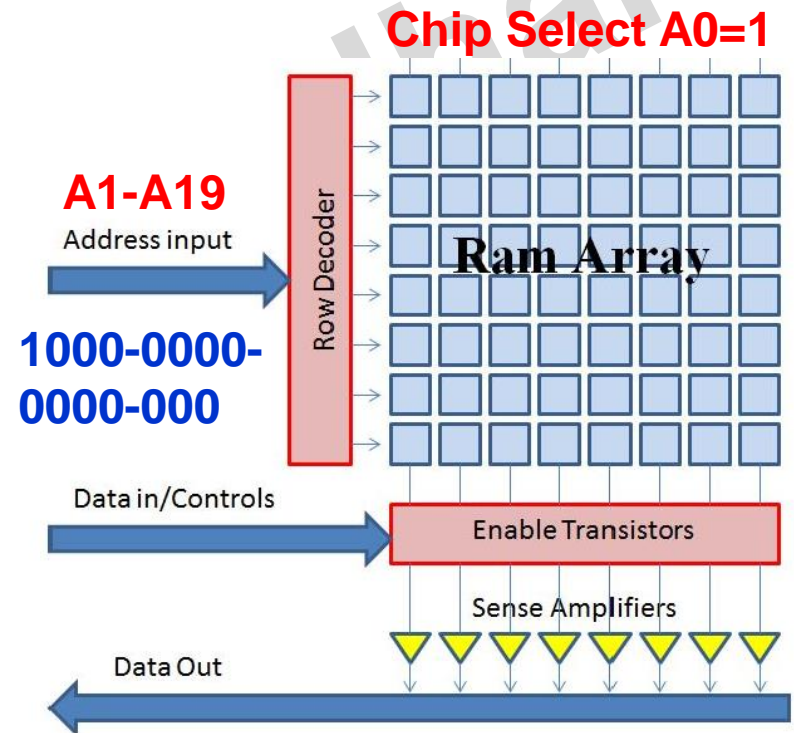 Chip Select A0=1
A1-A19
Address input
Row Decoder
Ram Array
1000-0000-
0000-000
Data in/Controls
Enable Transistors
Sense Amplifiers
Data Out